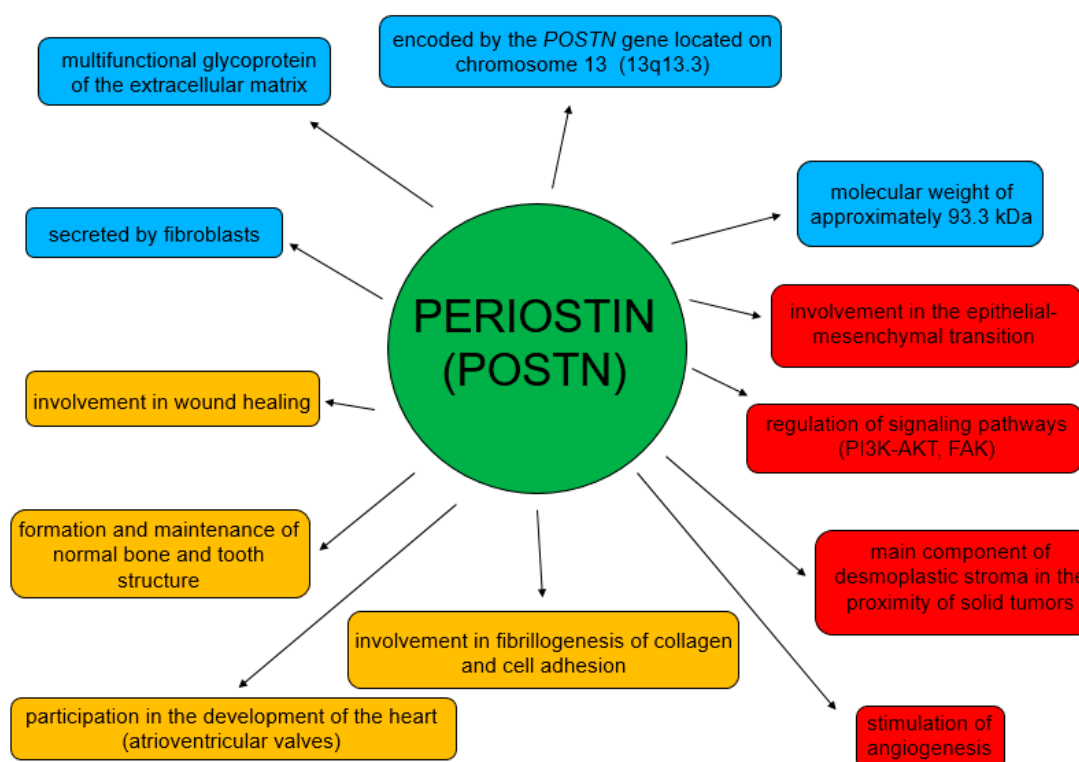 encoded by the POSTN gene located on
chromosome 13 (13q13.3)
multifunctional glycoprotein
of the extracellular matrix
molecular weight of
approximately 93.3 kDa
secreted by fibroblasts
PERIOSTIN
(POSTN)
involvement in the epithelial-
mesenchymal transition
involvement in wound healing
regulation of signaling pathways
(PI3K-AKT, FAK)
formation and maintenance of
normal bone and tooth
structure
main component of
desmoplastic stroma in the
proximity of solid tumors
involvement in fibrillogenesis of collagen
and cell adhesion
participation in the development of the heart
(atrioventricular valves)
stimulation of
angiogenesis